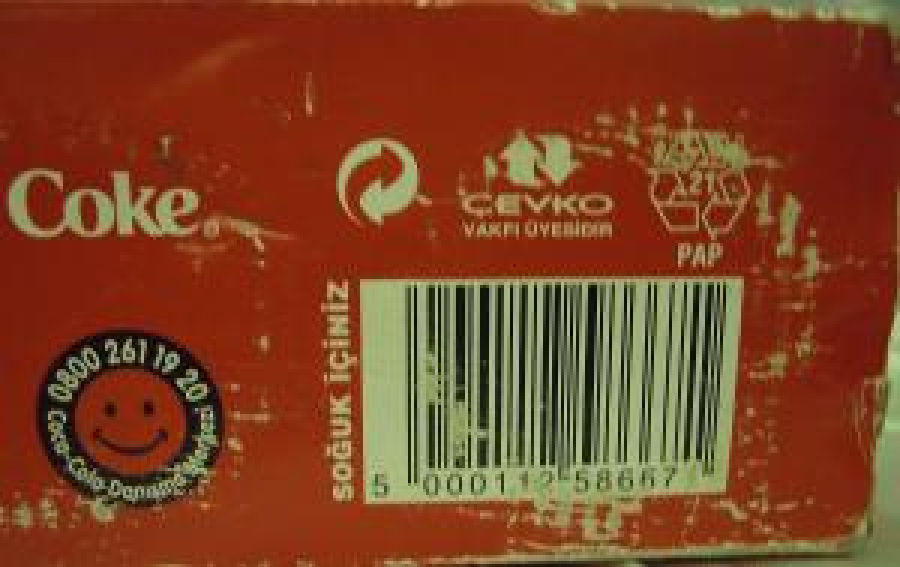 Coke
ÇEVKO
VAKFI ÜYESİDİR
21
PAP
SOĞUK İÇİNİZ
0800 261 19 20
Coca-Cola Danışma Merkezi
5 000112 58667